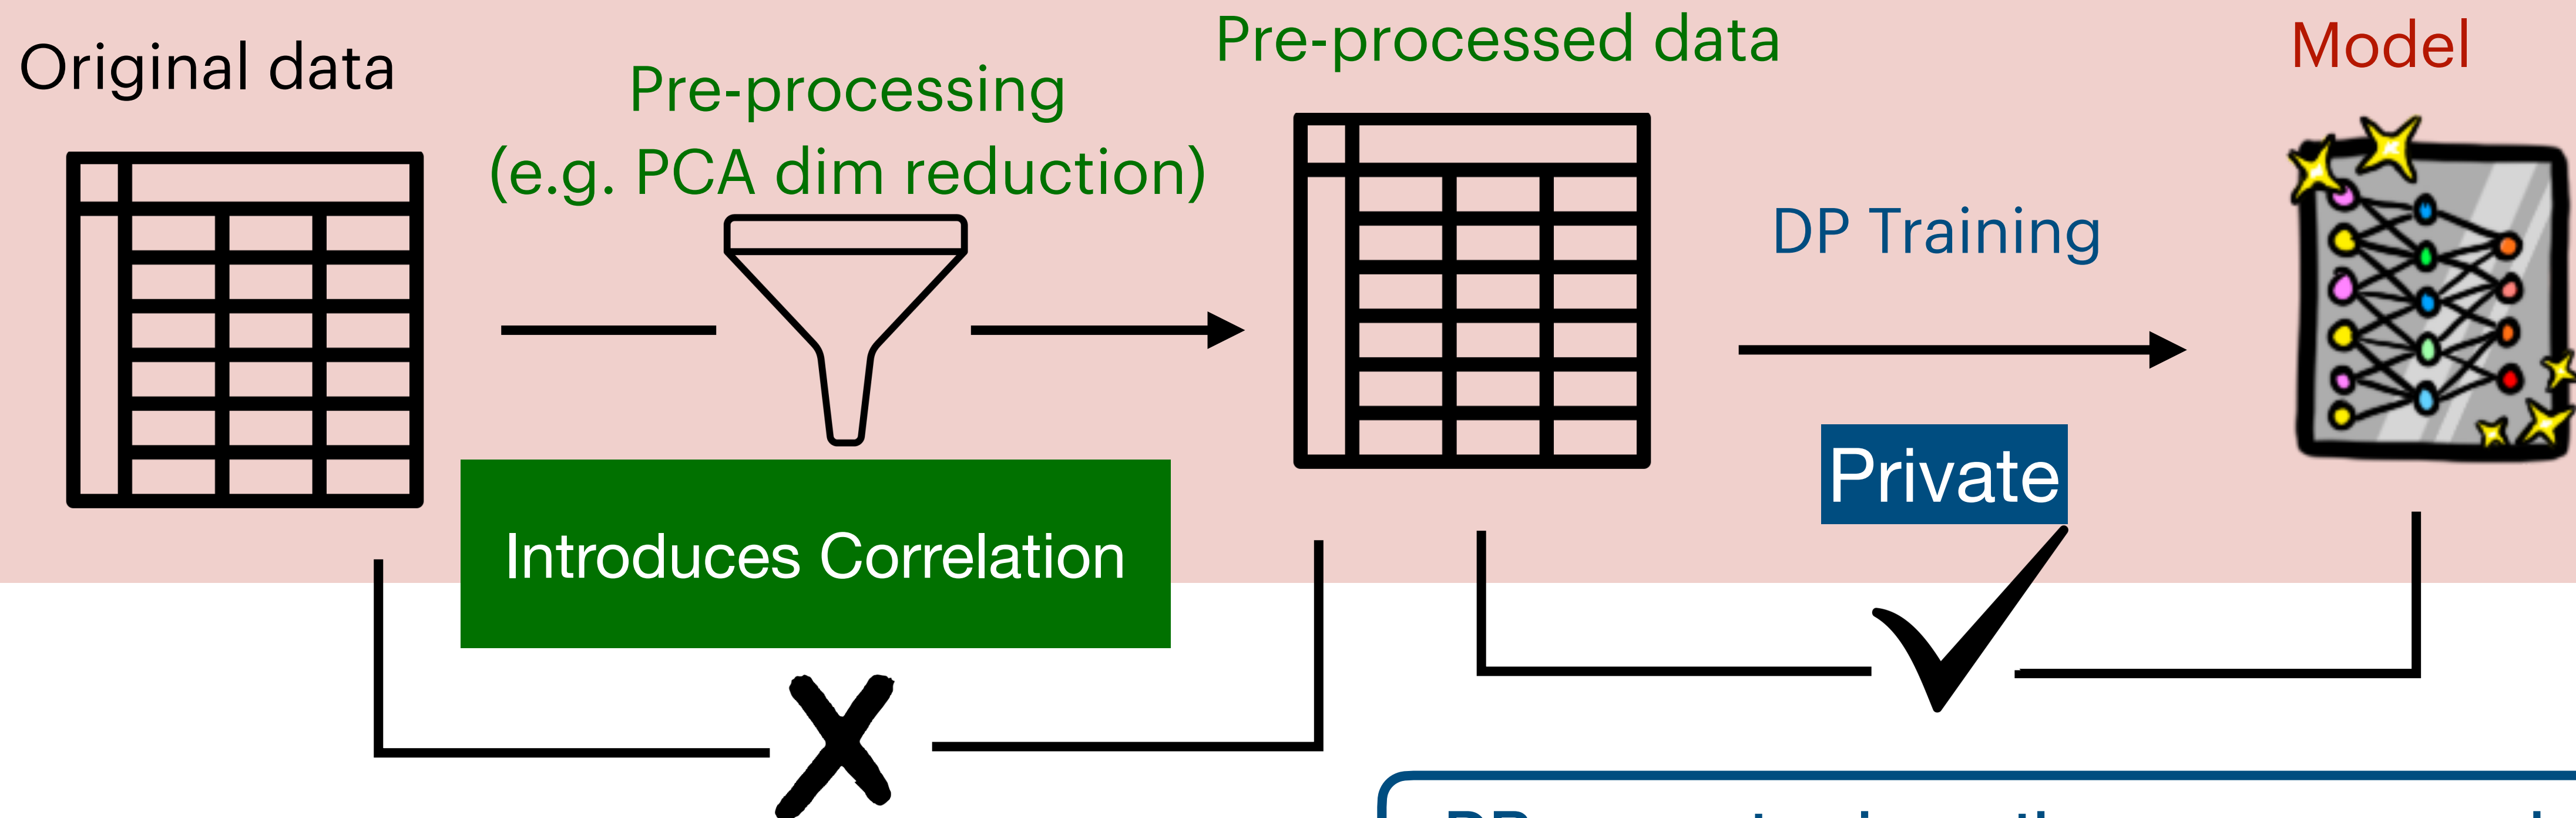 Original data
Pre-processing
(e.g. PCA dim reduction)
Pre-processed data
DP Training
Model
Private
Introduces Correlation